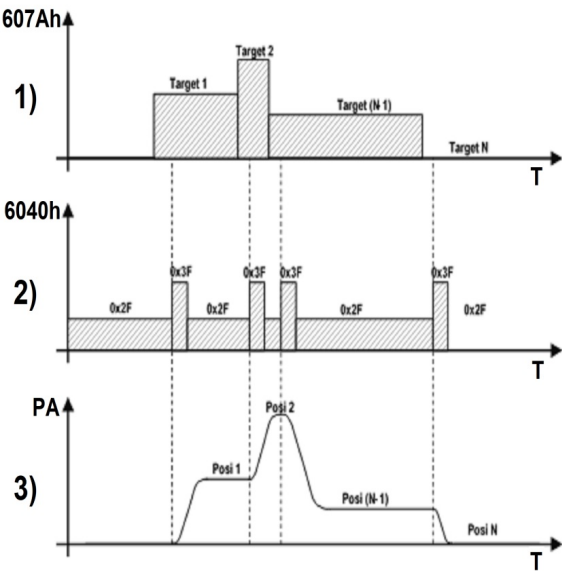 607Ah
Target 2
Target 1
1)
Target (N-1)
Target N
T
6040h
0x3F 0x3F 0x3F 0x3F
2)
0x2F 0x2F 0x2F 0x2F
T
PA
Posi 2
Posi 1
3)
Posi (N-1)
Posi N
T